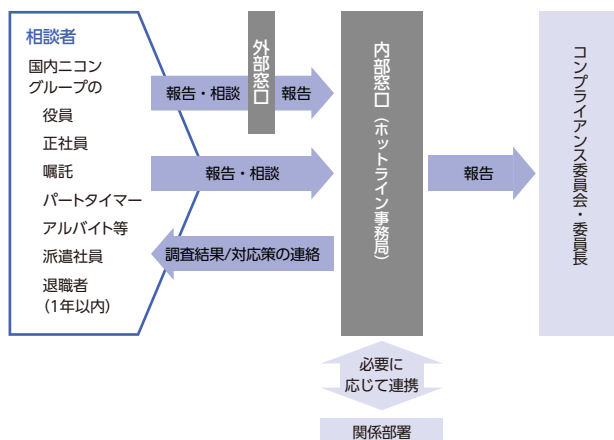 相談者
国内ニコン
グループの
役員
正社員
嘱託
パートタイマー
アルバイト等
派遣社員
退職者
(1年以内)
報告・相談
外部窓口
報告
報告・相談
調査結果/対応策の連絡
内部窓口(ホットライン事務局)
報告
コンプライアンス委員会・委員長
必要に
応じて連携
関係部署